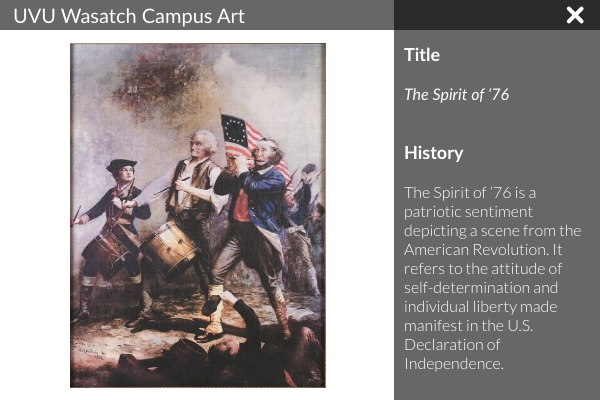 UVU Wasatch Campus Art
Title
The Spirit of '76
History
The Spirit of '76 is a
patriotic sentiment
depicting a scene from the
American Revolution. It
refers to the attitude of
self-determination and
individual liberty made
manifest in the U.S.
Declaration of
Independence.